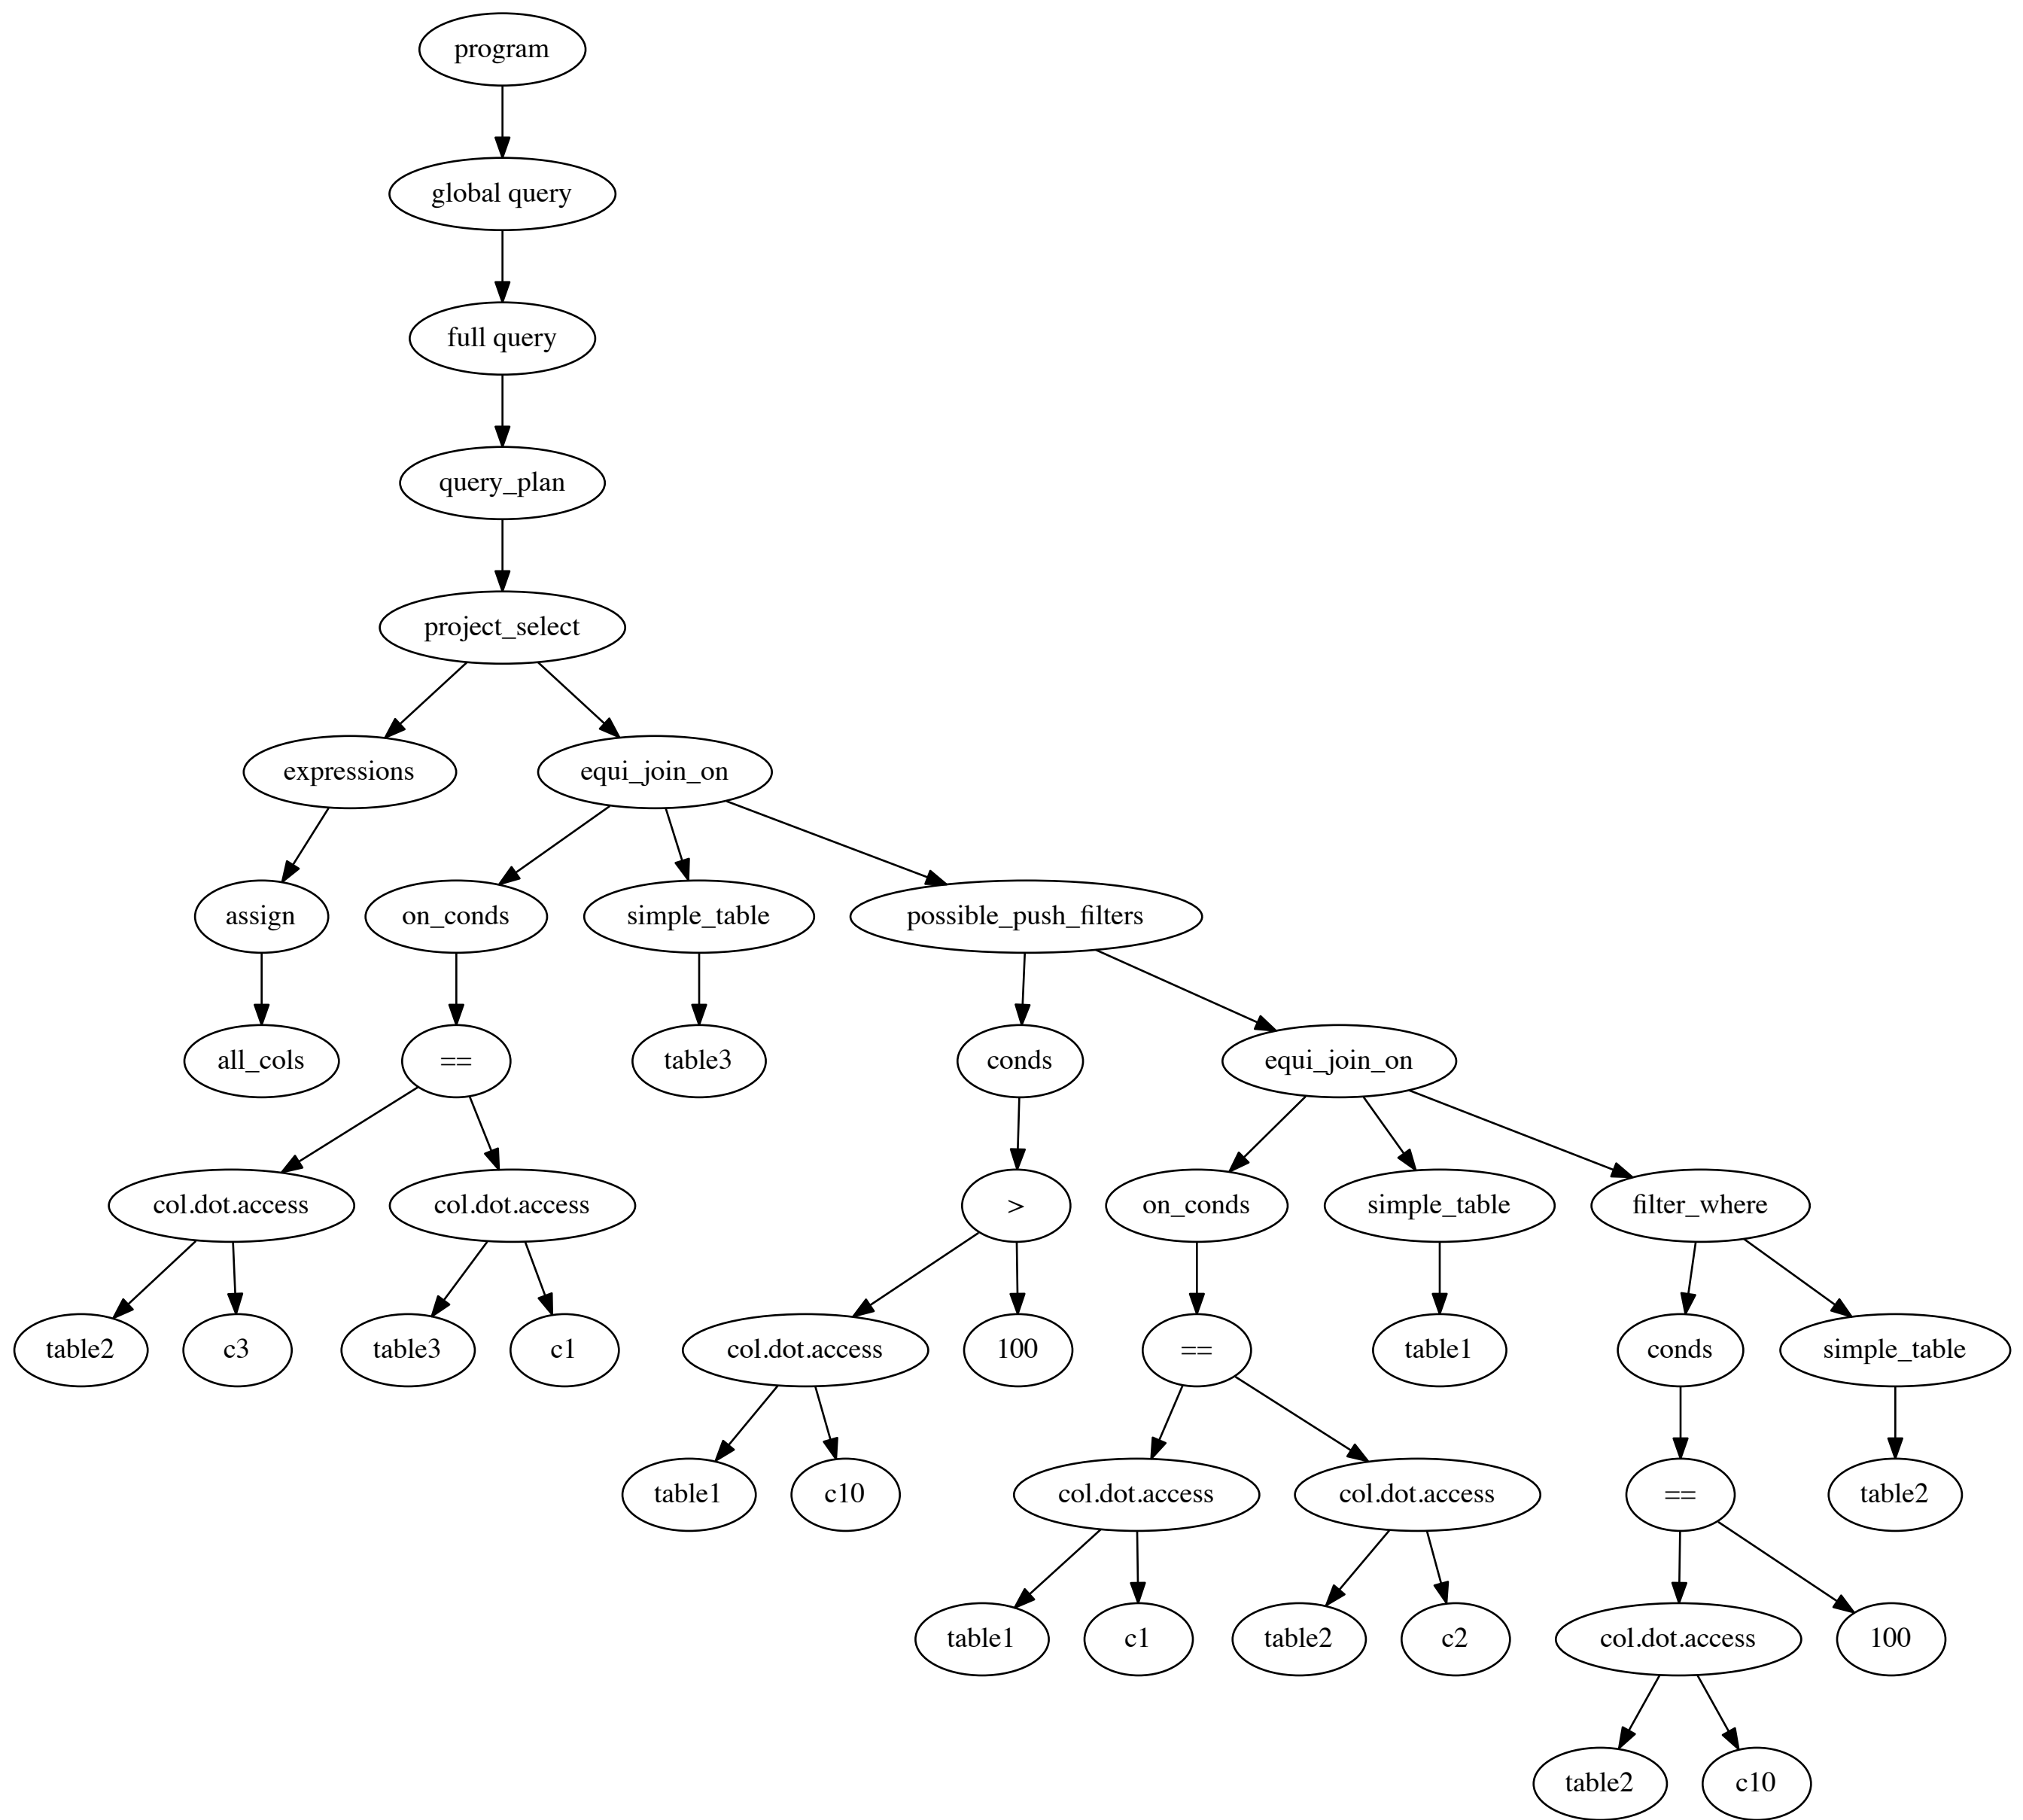 program
global query
full query
query_plan
project_select
expressions
equi_join_on
assign
on_conds
simple_table
possible_push_filters
all_cols
==
table3
conds
equi_join_on
col.dot.access
col.dot.access
>
on_conds
simple_table
filter_where
table2
c3
table3
c1
col.dot.access
100
==
table1
conds
simple_table
table1
c10
col.dot.access
col.dot.access
==
table2
table1
c1
table2
c2
col.dot.access
100
table2
c10